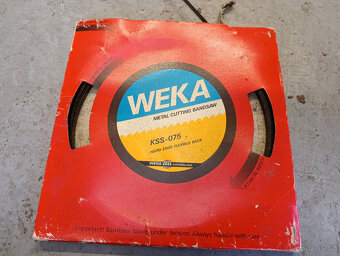 WEKA
METAL CUTTING BANDSAW
KSS-075
HARD EDGE FLEXIBLE BACK
important! Bandsaw blade under tension. Always handle with care